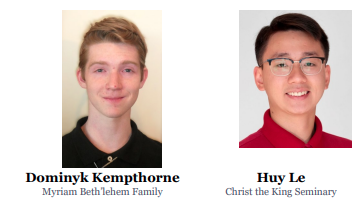 Dominyk Kempthorne
Myriam Beth'lehem Family
Huy Le
Christ the King Seminary